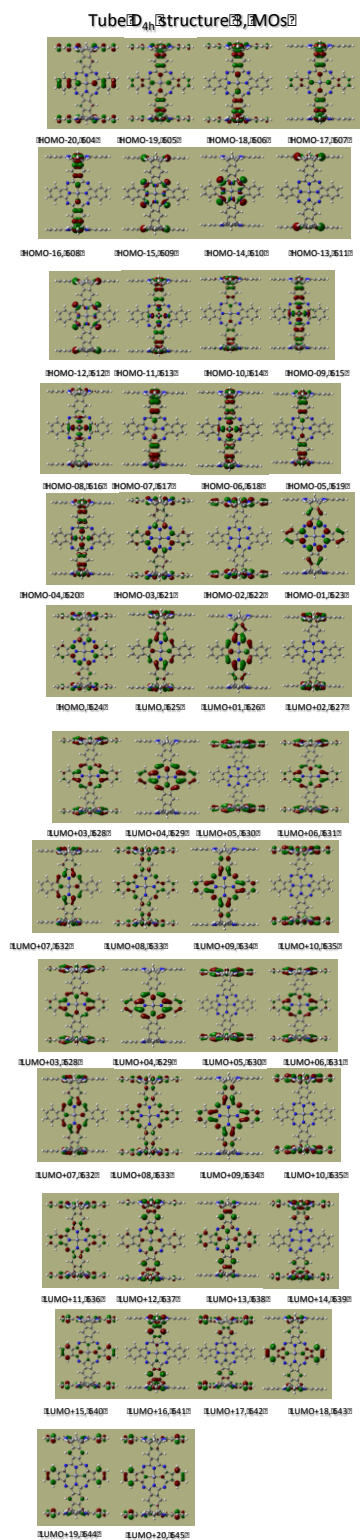 Tube D4h structure 3, MOs
HOMO-20, 604 HOMO-19, 605 HOMO-18, 606 HOMO-17, 607
HOMO-16, 608 HOMO-15, 609 HOMO-14, 610 HOMO-13, 611
HOMO-12, 612 HOMO-11, 613 HOMO-10, 614 HOMO-09, 615
HOMO-08, 616 HOMO-07, 617 HOMO-06, 618 HOMO-05, 619
HOMO-04, 620 HOMO-03, 621 HOMO-02, 622 HOMO-01, 623
HOMO, 624 LUMO, 625 LUMO+01, 626 LUMO+02, 627
LUMO+03, 628 LUMO+04, 629 LUMO+05, 630 LUMO+06, 631
LUMO+07, 632 LUMO+08, 633 LUMO+09, 634 LUMO+10, 635
LUMO+03, 628 LUMO+04, 629 LUMO+05, 630 LUMO+06, 631
LUMO+07, 632 LUMO+08, 633 LUMO+09, 634 LUMO+10, 635
LUMO+11, 636 LUMO+12, 637 LUMO+13, 638 LUMO+14, 639
LUMO+15, 640 LUMO+16, 641 LUMO+17, 642 LUMO+18, 643
LUMO+19, 644 LUMO+20, 645